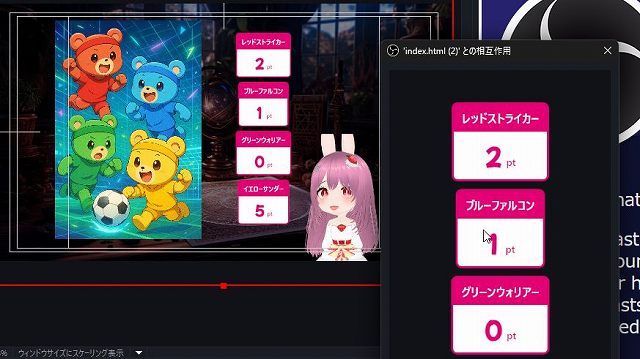 レッドストライカー
2 pt
ブルーファルコン
1 pt
グリーンウォリアー
0 pt
イエローサンダー
5 pt
'index.html (2)' との相互作用
レッドストライカー
2 pt
ブルーファルコン
1 pt
グリーンウォリアー
0 pt
%
ウィンドウサイズにスケーリング表示